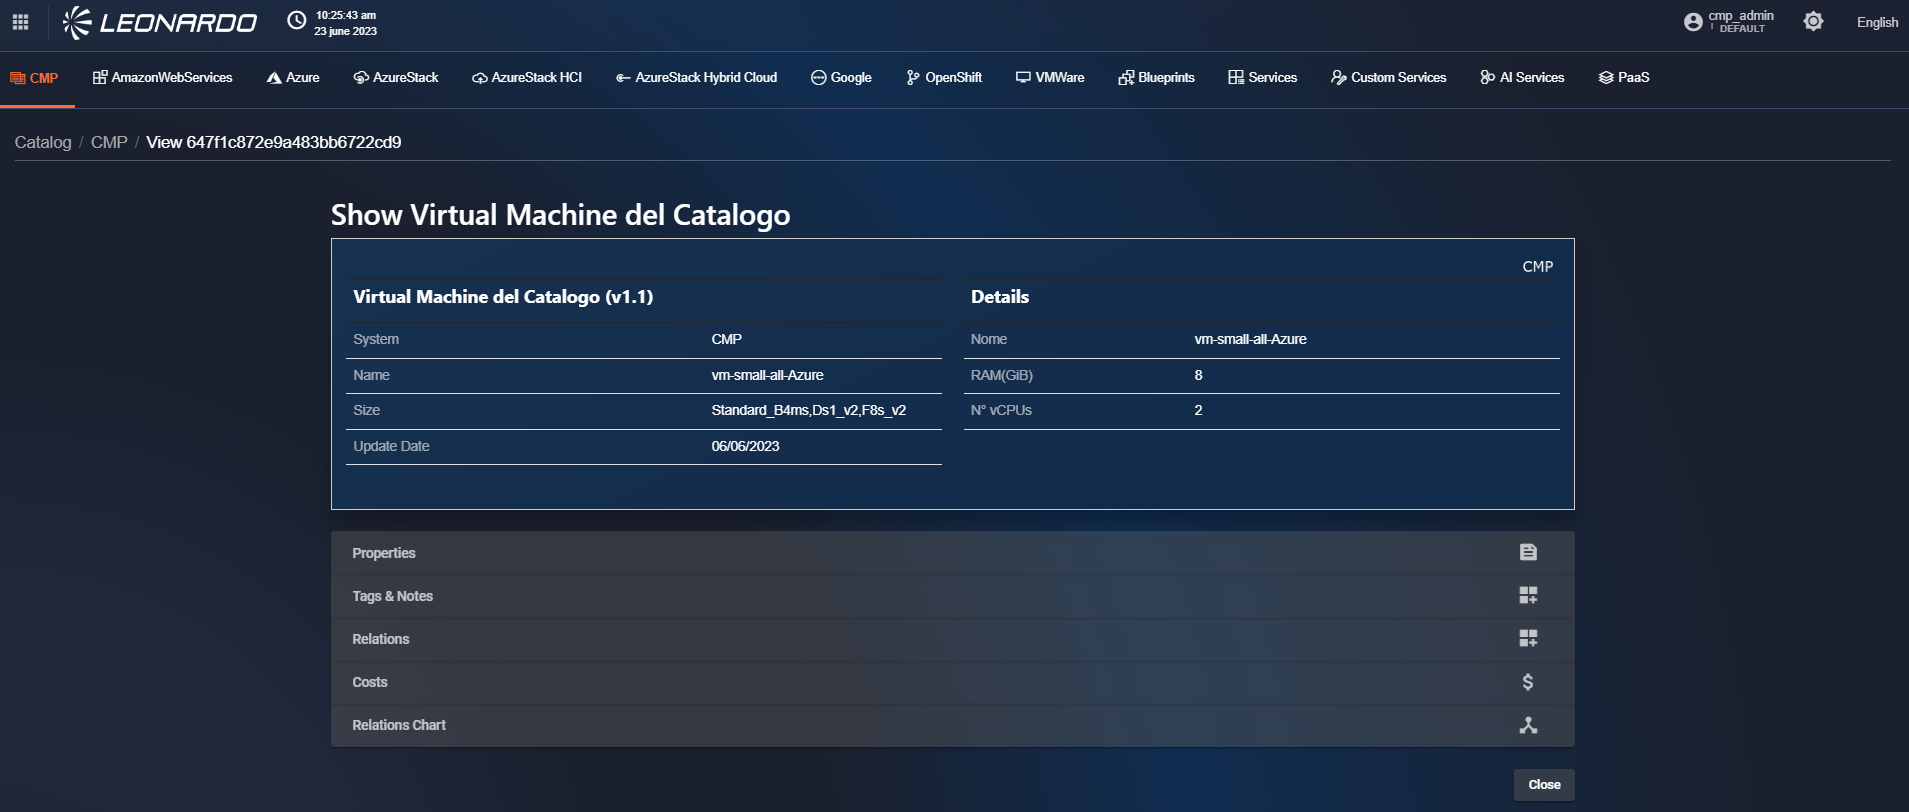 LEONARDO
10:25:43 am
23 june 2023
cmp_admin
DEFAULT
English
CMP
AmazonWebServices
Azure
AzureStack
AzureStack HCI
AzureStack Hybrid Cloud
Google
OpenShift
VMWare
Blueprints
Services
Custom Services
AI Services
PaaS
Catalog / CMP / View 647f1c872e9a483bb6722cd9
Show Virtual Machine del Catalogo
CMP
Virtual Machine del Catalogo (v1.1)
System CMP
Name vm-small-all-Azure
Size Standard_B4ms,Ds1_v2,F8s_v2
Update Date 06/06/2023
Details
Nome vm-small-all-Azure
RAM(GiB) 8
N° vCPUs 2
Properties
Tags & Notes
Relations
Costs
Relations Chart
Close